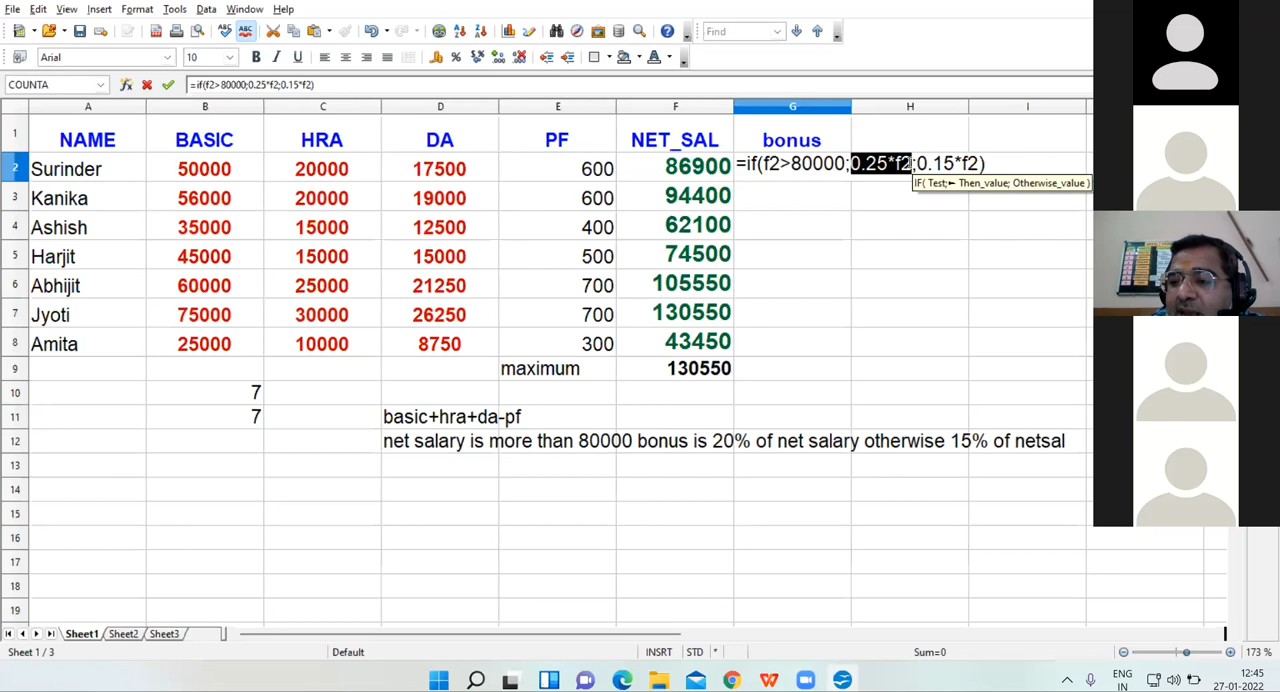 File Edit View Insert Format Tools Data Window Help
Find
Arial 10
COUNTA =if(f2>80000;0.25*f2;0.15*f2)
A B C D E F G H I
1 NAME BASIC HRA DA PF NET_SAL bonus
2 Surinder 50000 20000 17500 600 86900 =if(f2>80000;0.25*f2;0.15*f2)
IF( Test; Then_value; Otherwise_value )
3 Kanika 56000 20000 19000 600 94400
4 Ashish 35000 15000 12500 400 62100
5 Harjit 45000 15000 15000 500 74500
6 Abhijit 60000 25000 21250 700 105550
7 Jyoti 75000 30000 26250 700 130550
8 Amita 25000 10000 8750 300 43450
9 maximum 130550
10 7
11 7 basic+hra+da-pf
12 net salary is more than 80000 bonus is 20% of net salary otherwise 15% of netsal
13
14
15
16
17
18
19
Sheet1 Sheet2 Sheet3
Sheet 1 / 3 Default INSRT STD * Sum=0 173 %
ENG 12:45
IN 27-01-2022